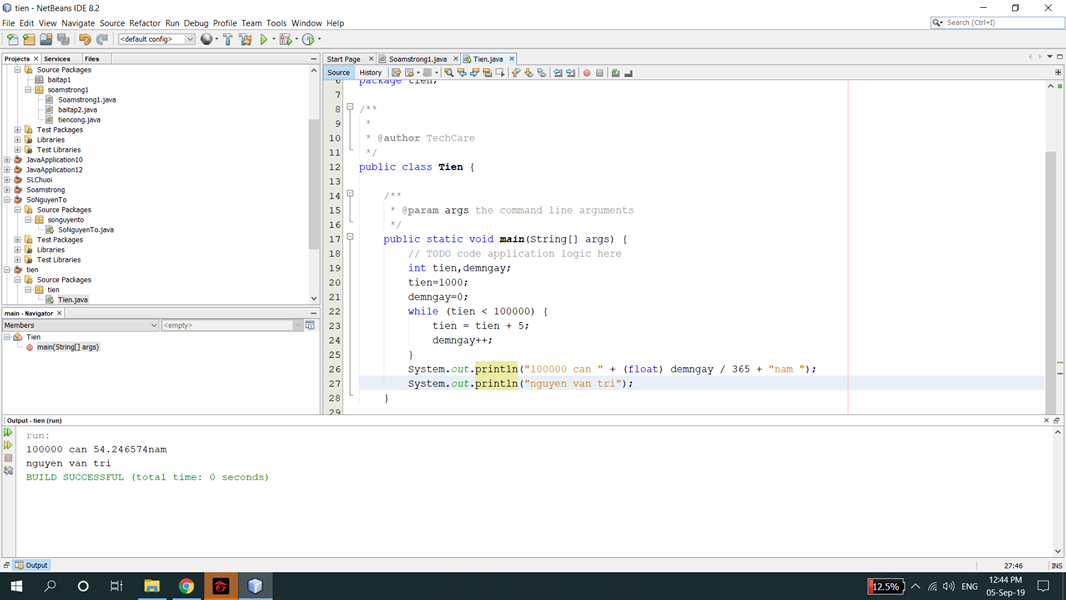 tien - NetBeans IDE 8.2
File Edit View Navigate Source Refactor Run Debug Profile Team Tools Window Help
Search (Ctrl+I)
<default config>
Projects Services Files
Source Packages
baitap1
soamstrong1
Soamstrong1.java
baitap2.java
tiencong.java
Test Packages
Libraries
Test Libraries
JavaApplication10
JavaApplication12
SLChuoi
Soamstrong
SoNguyenTo
Source Packages
songuyento
SoNguyenTo.java
Test Packages
Libraries
Test Libraries
tien
Source Packages
tien
Tien.java
main - Navigator
Members <empty>
Tien
main(String[] args)
Start Page Soamstrong1.java Tien.java
Source History
6 package tien;
7
8 /**
9 *
10 * @author TechCare
11 */
12 public class Tien {
13
14 /**
15 * @param args the command line arguments
16 */
17 public static void main(String[] args) {
18 // TODO code application logic here
19 int tien,demngay;
20 tien=1000;
21 demngay=0;
22 while (tien < 100000) {
23 tien = tien + 5;
24 demngay++;
25 }
26 System.out.println("100000 can " + (float) demngay / 365 + "nam ");
27 System.out.println("nguyen van tri");
28 }
29
Output - tien (run)
run:
100000 can 54.246574nam
nguyen van tri
BUILD SUCCESSFUL (total time: 0 seconds)
Output
27:46 INS
12.5% ENG 12:44 PM
05-Sep-19